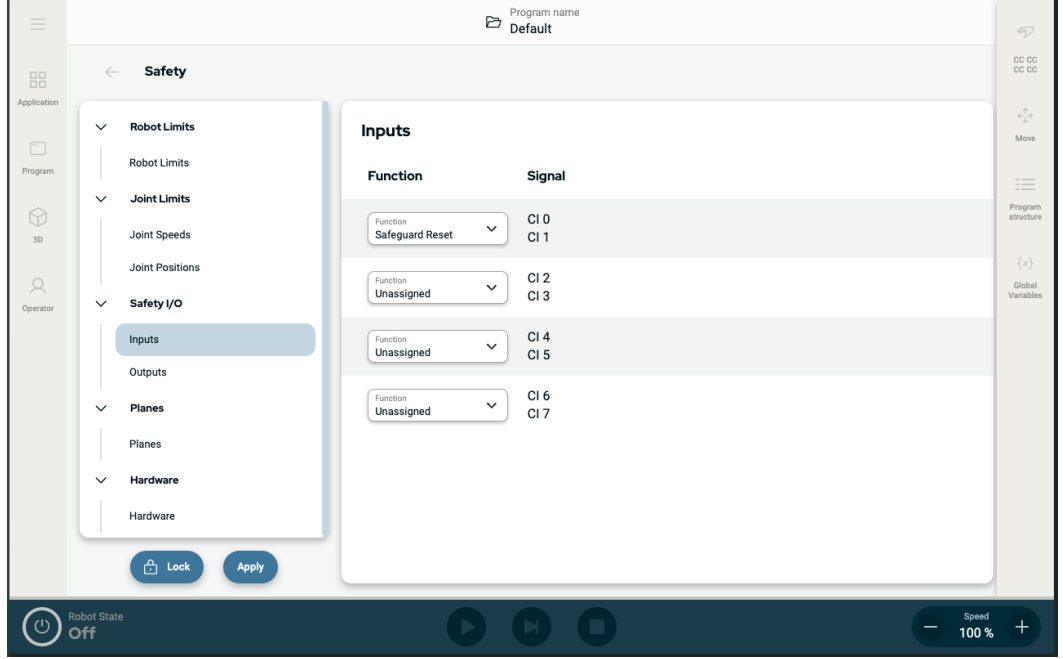 Program name
Default
Application
Program
3D
Operator
Safety
Robot Limits
Robot Limits
Joint Limits
Joint Speeds
Joint Positions
Safety I/O
Inputs
Outputs
Planes
Planes
Hardware
Hardware
Lock
Apply
Inputs
Function Signal
Function
Safeguard Reset
CI 0
CI 1
Function
Unassigned
CI 2
CI 3
Function
Unassigned
CI 4
CI 5
Function
Unassigned
CI 6
CI 7
CC CC
CC CC
Move
Program
structure
{x}
Global
Variables
Robot State
Off
Speed
100 %